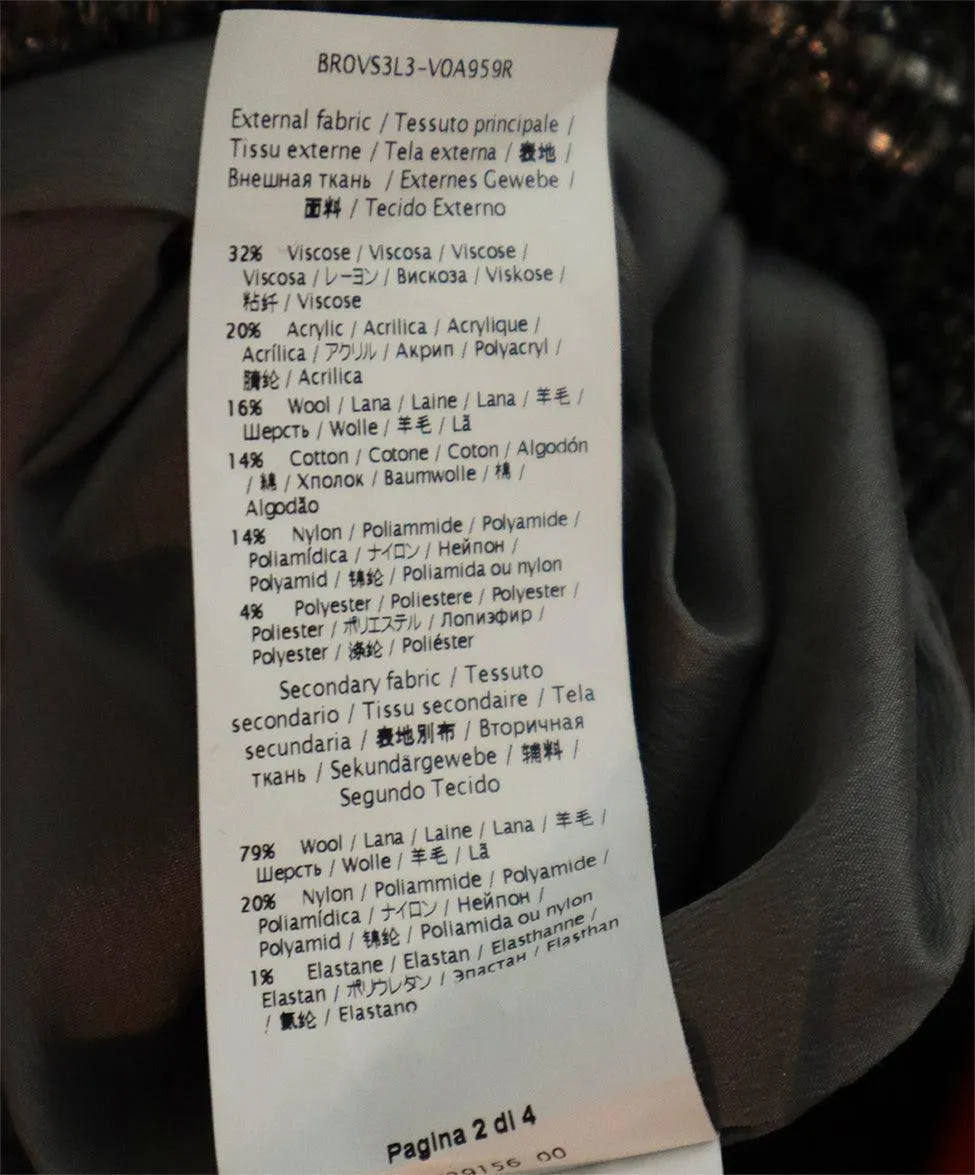 BROVS3L3-VOA959R
External fabric / Tessuto principale /
Tissu externe / Tela externa / 表地 /
Внешная ткань / Externes Gewebe /
面料 / Tecido Externo
32% Viscose / Viscosa / Viscose /
Viscosa / レーヨン / Вискоза / Viskose /
粘纤 / Viscose
20% Acrylic / Acrilica / Acrylique /
Acrílica / アクリル / Акрип / Polyacryl /
腈纶 / Acrilica
16% Wool / Lana / Laine / Lana / 羊毛 /
Шерсть / Wolle / 羊毛 / Lã
14% Cotton / Cotone / Coton / Algodón
/ 綿 / Хполок / Baumwolle / 棉 /
Algodão
14% Nylon / Poliammide / Polyamide /
Poliamídica / ナイロン / Нейпон /
Polyamid / 锦纶 / Poliamida ou nylon
4% Polyester / Poliestere / Polyester /
Poliester / ポリエステル / Лопиэфир /
Polyester / 涤纶 / Poliéster
Secondary fabric / Tessuto
secondario / Tissu secondaire / Tela
secundaria / 表地別布 / Вторичная
ткань / Sekundärgewebe / 辅料 /
Segundo Tecido
79% Wool / Lana / Laine / Lana / 羊毛 /
Шерсть / Wolle / 羊毛 / Lã
20% Nylon / Poliammide / Polyamide /
Poliamídica / ナイロン / Нейпон /
Polyamid / 锦纶 / Poliamida ou nylon
1% Elastane / Elastan / Elasthanne /
Elastan / ポリウレタン / Эпастан / Elasthan
/ 氨纶 / Elastano
Pagina 2 di 4
9156 00